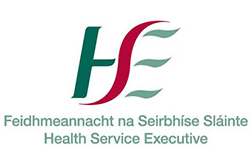 HSE
Feidhmeannacht na Seirbhíse Sláinte
Health Service Executive